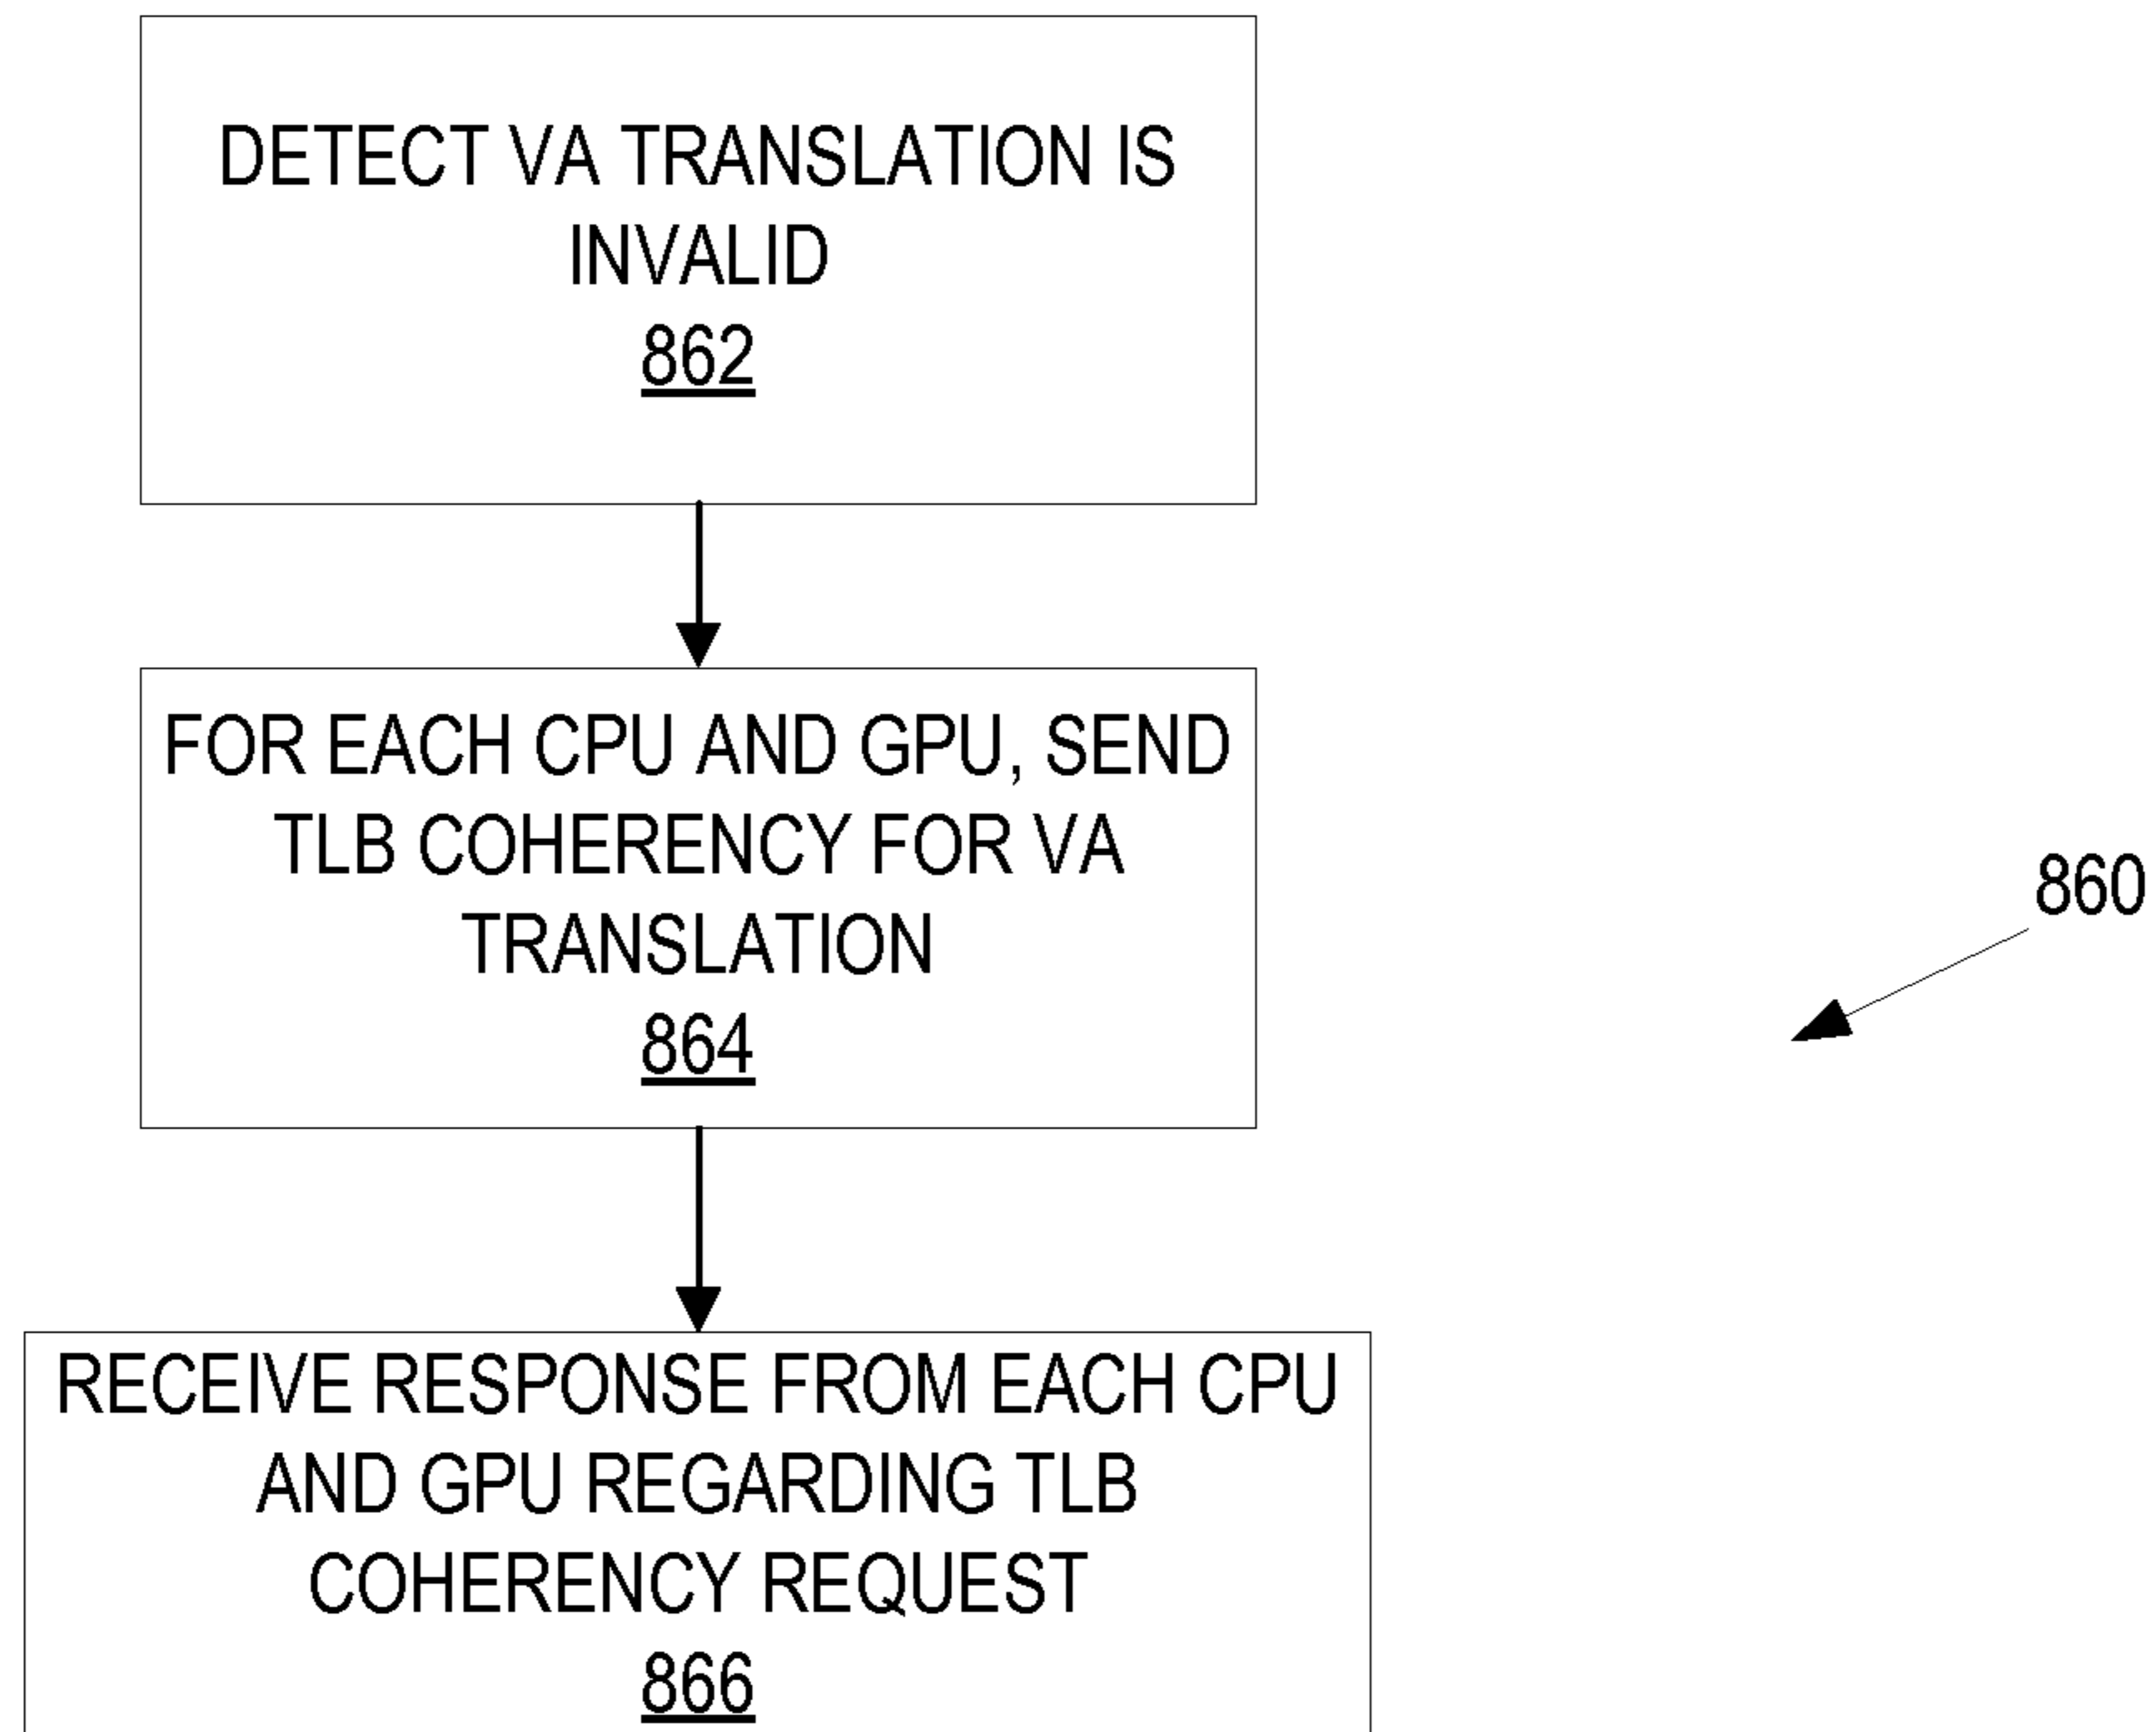 DETECT VA TRANSLATION IS
INVALID
862
FOR EACH CPU AND GPU, SEND
TLB COHERENCY FOR VA
TRANSLATION
864
860
RECEIVE RESPONSE FROM EACH CPU
AND GPU REGARDING TLB
COHERENCY REQUEST
866